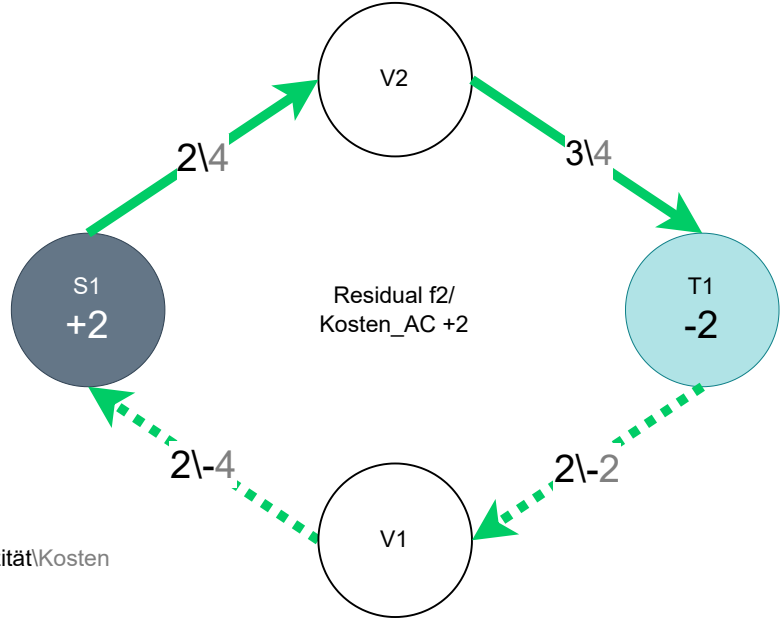 V2
2\4
3\4
S1
+2
Residual f2/
Kosten_AC +2
T1
-2
2\-4
2\-2
V1
ität\Kosten